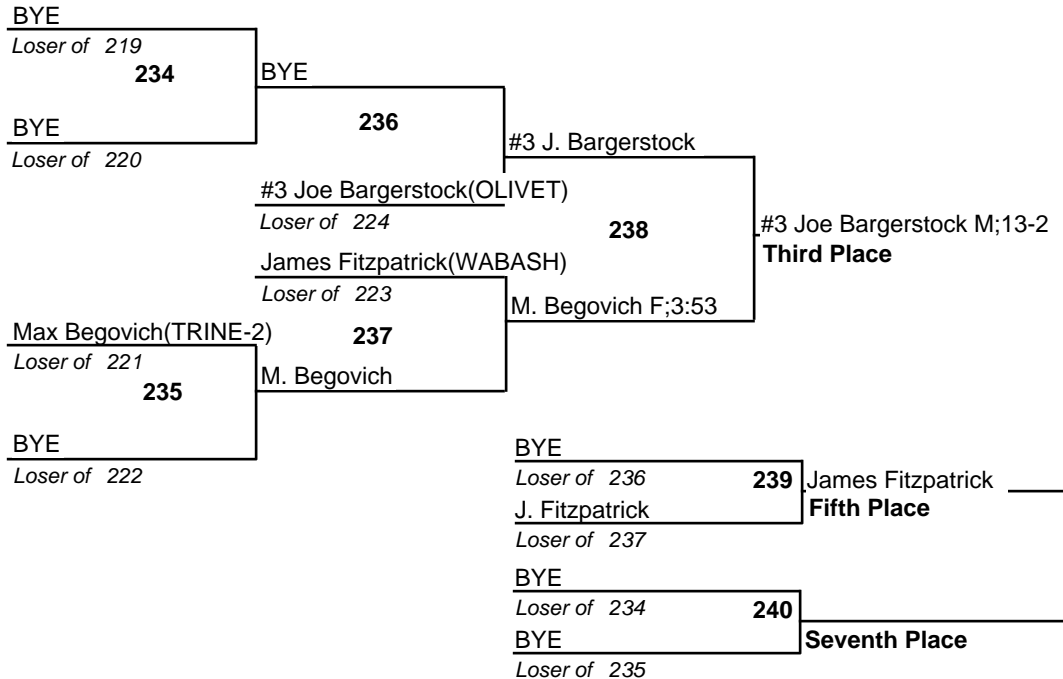 BYE
Loser of 219
234
BYE
BYE
Loser of 220
236
#3 J. Bargerstock
#3 Joe Bargerstock(OLIVET)
Loser of 224
238
#3 Joe Bargerstock M;13-2
Third Place
James Fitzpatrick(WABASH)
Loser of 223
M. Begovich F;3:53
Max Begovich(TRINE-2)
Loser of 221
237
235
M. Begovich
BYE
Loser of 222
BYE
Loser of 236
239
James Fitzpatrick
Fifth Place
J. Fitzpatrick
Loser of 237
BYE
Loser of 234
240
Seventh Place
BYE
Loser of 235